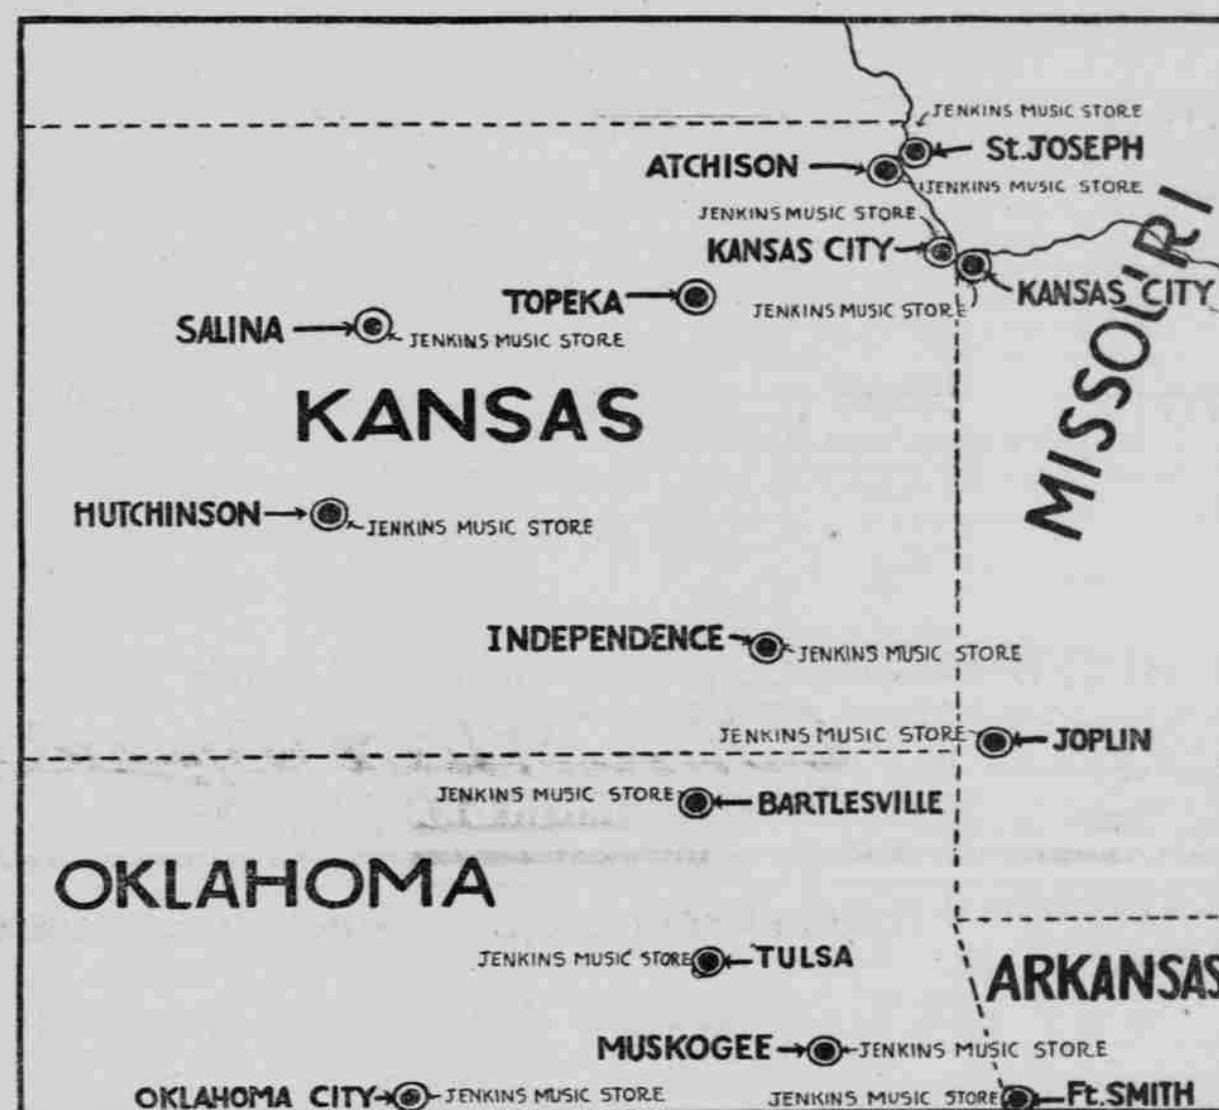 JENKINS MUSIC STORE
St. JOSEPH
ATCHISON
JENKINS MUSIC STORE
JENKINS MUSIC STORE
KANSAS CITY
KANSAS CITY
TOPEKA
JENKINS MUSIC STORE
SALINA
JENKINS MUSIC STORE
MISSOURI
KANSAS
HUTCHINSON
JENKINS MUSIC STORE
INDEPENDENCE
JENKINS MUSIC STORE
JENKINS MUSIC STORE
JOPLIN
JENKINS MUSIC STORE
BARTLESVILLE
OKLAHOMA
JENKINS MUSIC STORE
TULSA
ARKANSAS
MUSKOGEE
JENKINS MUSIC STORE
OKLAHOMA CITY
JENKINS MUSIC STORE
JENKINS MUSIC STORE
Ft. SMITH